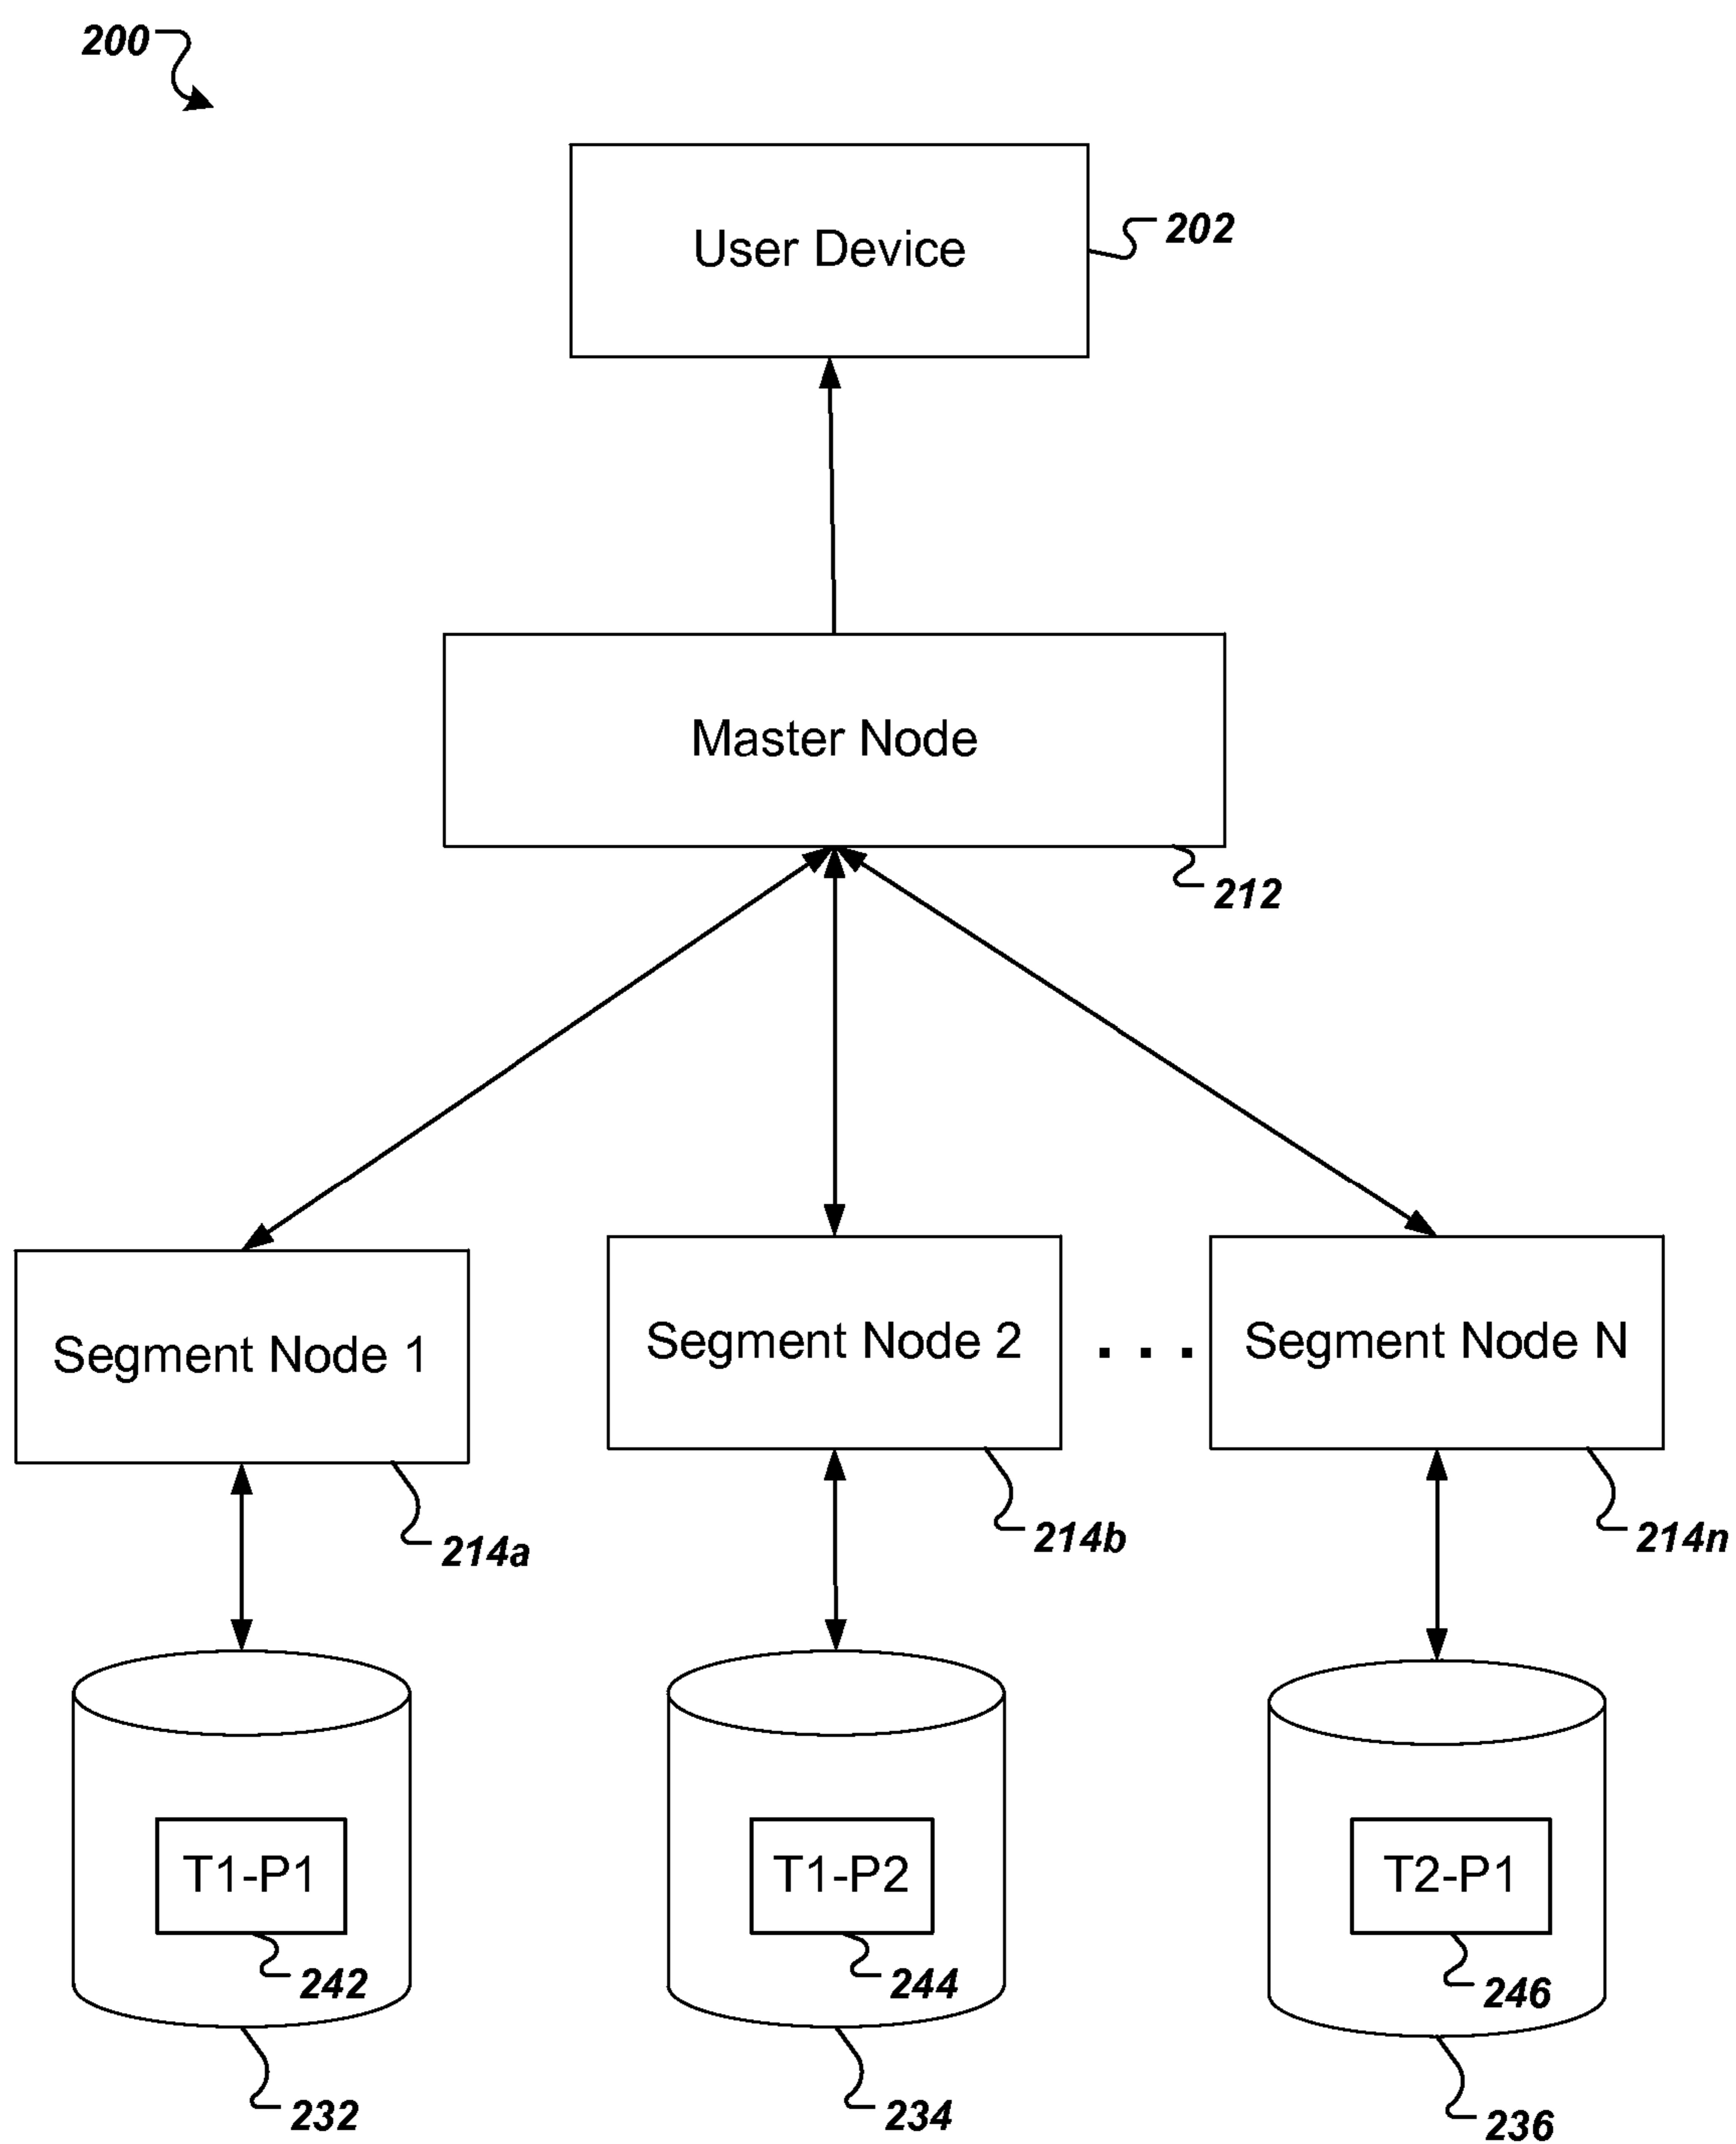 200
User Device
202
Master Node
212
Segment Node 1
Segment Node 2
. . .
Segment Node N
214a
214b
214n
T1-P1
T1-P2
T2-P1
242
244
246
232
234
236